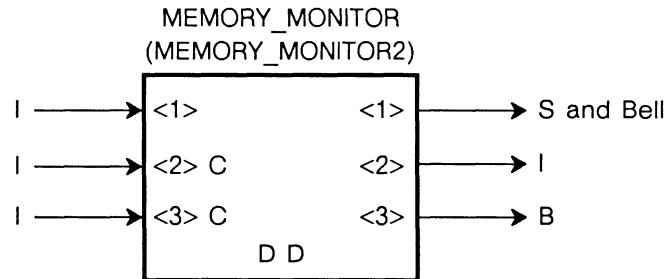 MEMORY_MONITOR
(MEMORY_MONITOR2)
I <1> <1> S and Bell
I <2> C <2> I
I <3> C <3> B
D D